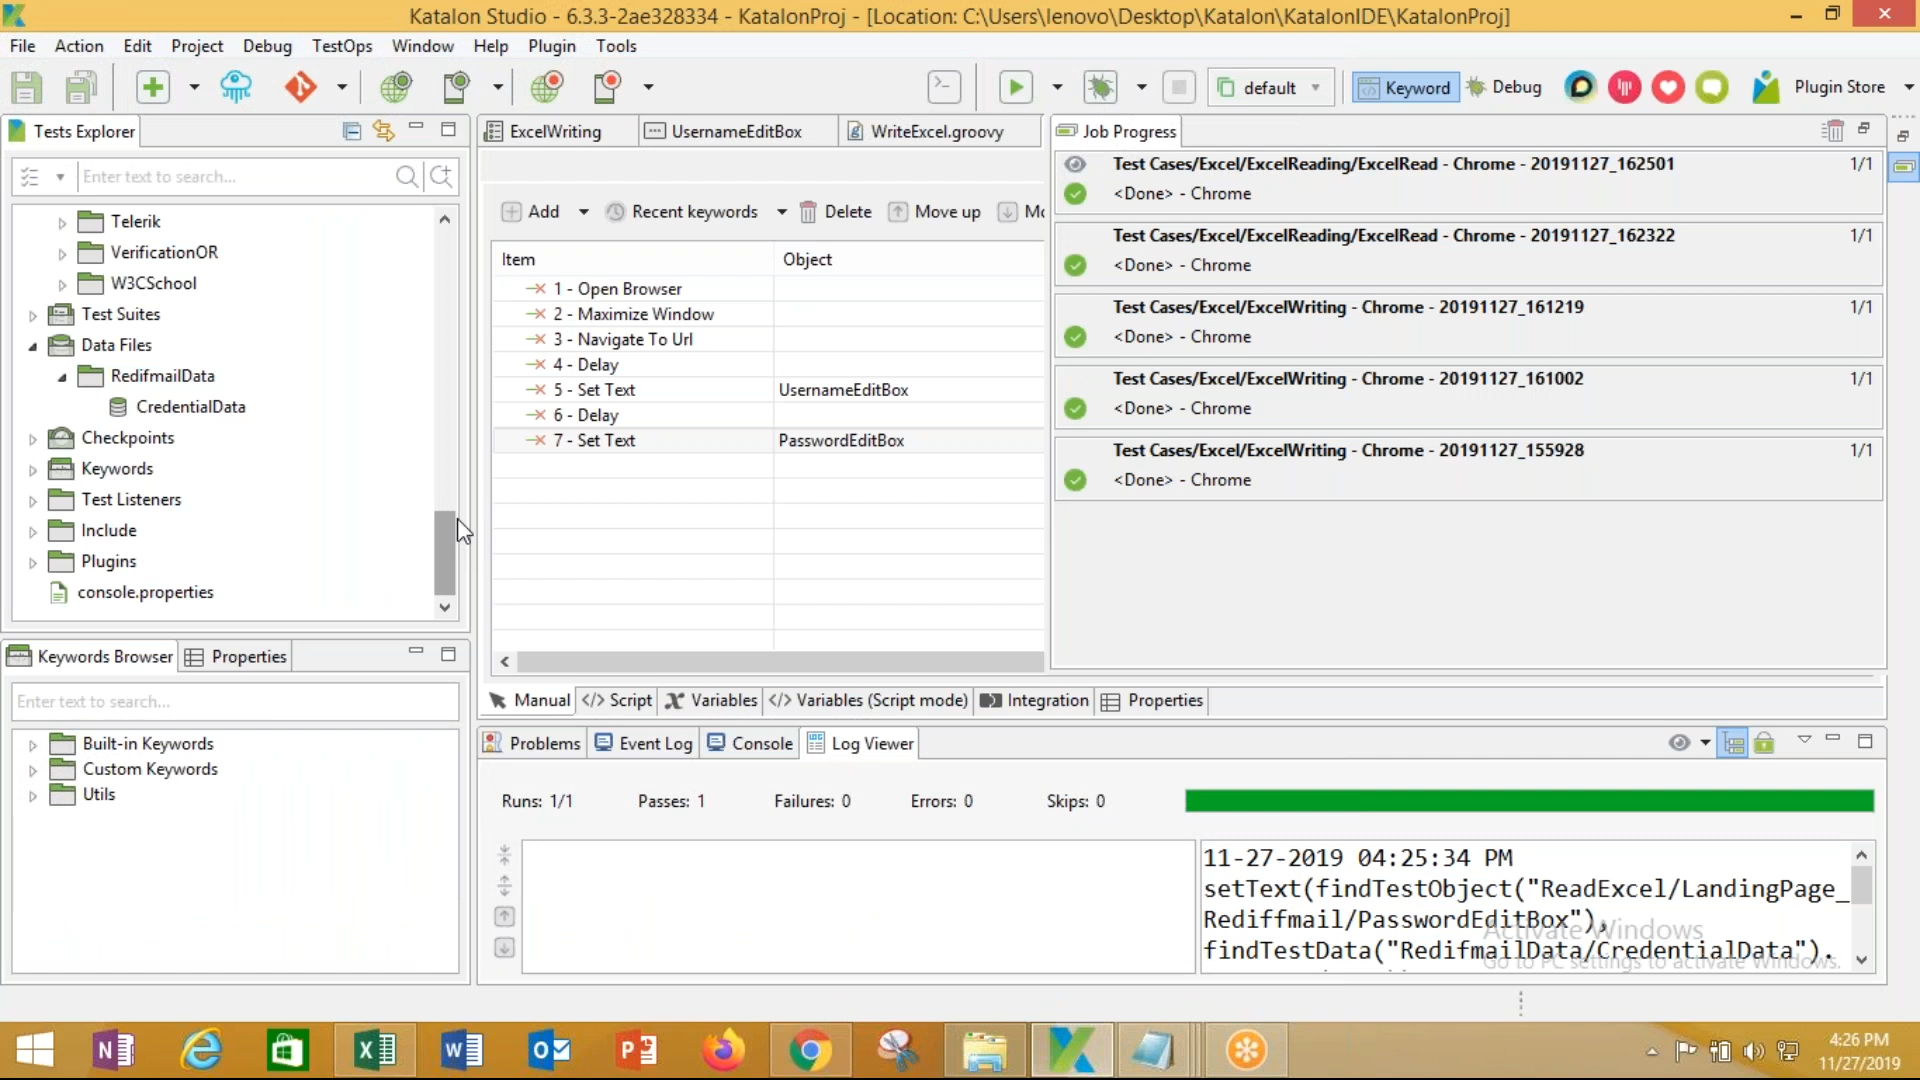 Katalon Studio - 6.3.3-2ae328334 - KatalonProj - [Location: C:\Users\lenovo\Desktop\Katalon\KatalonIDE\KatalonProj]
File Action Edit Project Debug TestOps Window Help Plugin Tools
default Keyword Debug Plugin Store
Tests Explorer
Enter text to search...
Telerik
VerificationOR
W3CSchool
Test Suites
Data Files
RedifmailData
CredentialData
Checkpoints
Keywords
Test Listeners
Include
Plugins
console.properties
Keywords Browser Properties
Enter text to search...
Built-in Keywords
Custom Keywords
Utils
ExcelWriting UsernameEditBox WriteExcel.groovy
Add Recent keywords Delete Move up Mo
Item Object
1 - Open Browser
2 - Maximize Window
3 - Navigate To Url
4 - Delay
5 - Set Text UsernameEditBox
6 - Delay
7 - Set Text PasswordEditBox
Manual </> Script Variables </> Variables (Script mode) Integration Properties
Job Progress
Test Cases/Excel/ExcelReading/ExcelRead - Chrome - 20191127_162501 1/1
<Done> - Chrome
Test Cases/Excel/ExcelReading/ExcelRead - Chrome - 20191127_162322 1/1
<Done> - Chrome
Test Cases/Excel/ExcelWriting - Chrome - 20191127_161219 1/1
<Done> - Chrome
Test Cases/Excel/ExcelWriting - Chrome - 20191127_161002 1/1
<Done> - Chrome
Test Cases/Excel/ExcelWriting - Chrome - 20191127_155928 1/1
<Done> - Chrome
Problems Event Log Console Log Viewer
Runs: 1/1 Passes: 1 Failures: 0 Errors: 0 Skips: 0
11-27-2019 04:25:34 PM
setText(findTestObject("ReadExcel/LandingPage_
Rediffmail/PasswordEditBox"),
findTestData("RedifmailData/CredentialData").
Activate Windows
Go to PC settings to activate Windows.
4:26 PM
11/27/2019